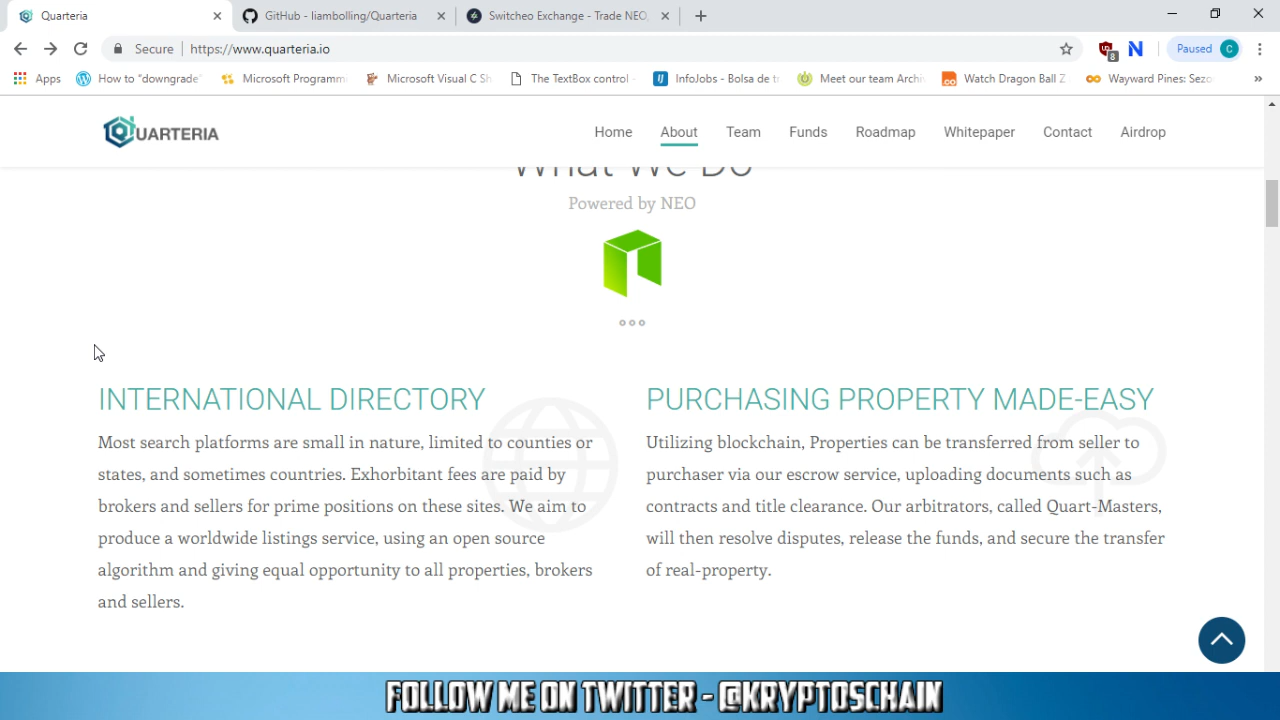 Quarteria
GitHub - liambolling/Quarteria
Switcheo Exchange - Trade NEO,
Secure
https://www.quarteria.io
8
N
Paused
C
Apps
How to "downgrade"
Microsoft Programm
Microsoft Visual C Sh
The TextBox control -
InfoJobs - Bolsa de tr
Meet our team Archi
Watch Dragon Ball Z
Wayward Pines: Sezo
»
QUARTERIA
Home
About
Team
Funds
Roadmap
Whitepaper
Contact
Airdrop
What We Do
Powered by NEO
INTERNATIONAL DIRECTORY
Most search platforms are small in nature, limited to counties or
states, and sometimes countries. Exhorbitant fees are paid by
brokers and sellers for prime positions on these sites. We aim to
produce a worldwide listings service, using an open source
algorithm and giving equal opportunity to all properties, brokers
and sellers.
PURCHASING PROPERTY MADE-EASY
Utilizing blockchain, Properties can be transferred from seller to
purchaser via our escrow service, uploading documents such as
contracts and title clearance. Our arbitrators, called Quart-Masters,
will then resolve disputes, release the funds, and secure the transfer
of real-property.
FOLLOW ME ON TWITTER - @KRYPTOSCHAIN